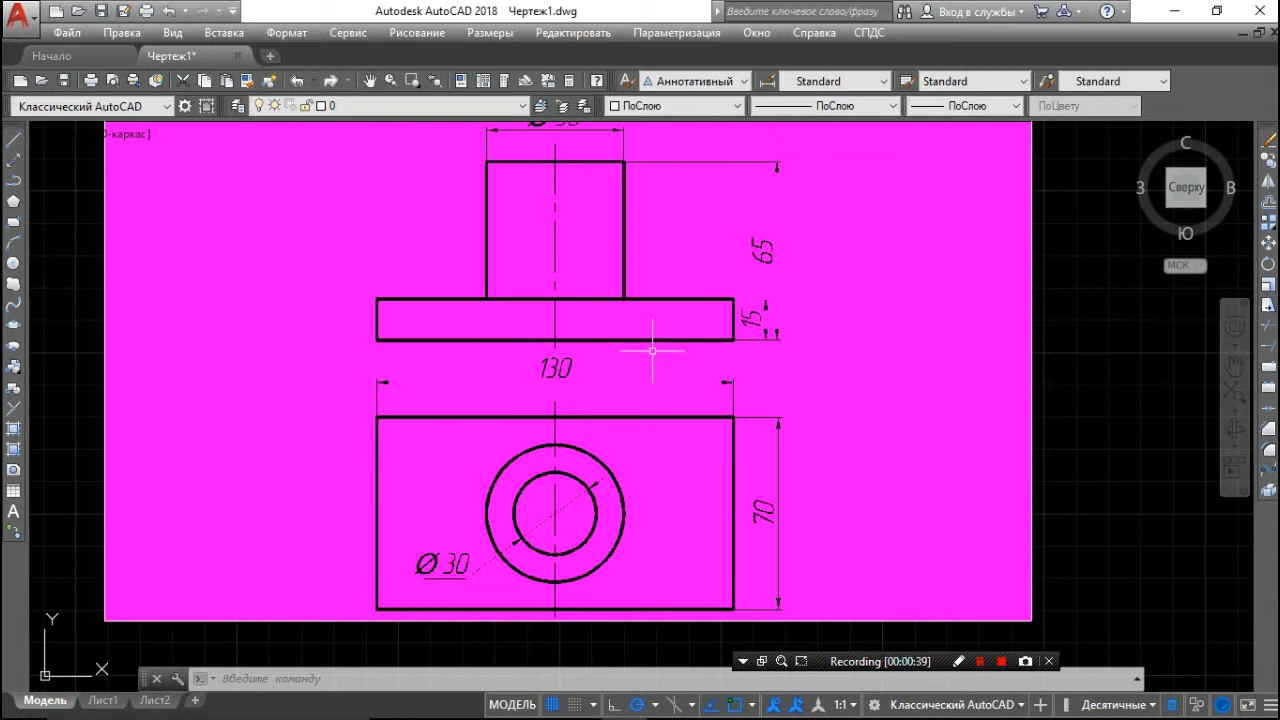 Autodesk AutoCAD 2018 Чертеж1.dwg
Введите ключевое слово/фразу
Вход в службы
Файл Правка Вид Вставка Формат Сервис Рисование Размеры Редактировать Параметризация Окно Справка СПДС
Начало Чертеж1*
Аннотативный Standard Standard Standard
Классический AutoCAD 0 ПоСлою ПоСлою ПоСлою ПоЦвету
-каркас]
С
З Сверху В
Ю
МСК
65
15
130
70
Ø 30
Y
X
Recording [00:00:39]
Введите команду
Модель Лист1 Лист2 +
МОДЕЛЬ 1:1 Классический AutoCAD Десятичные